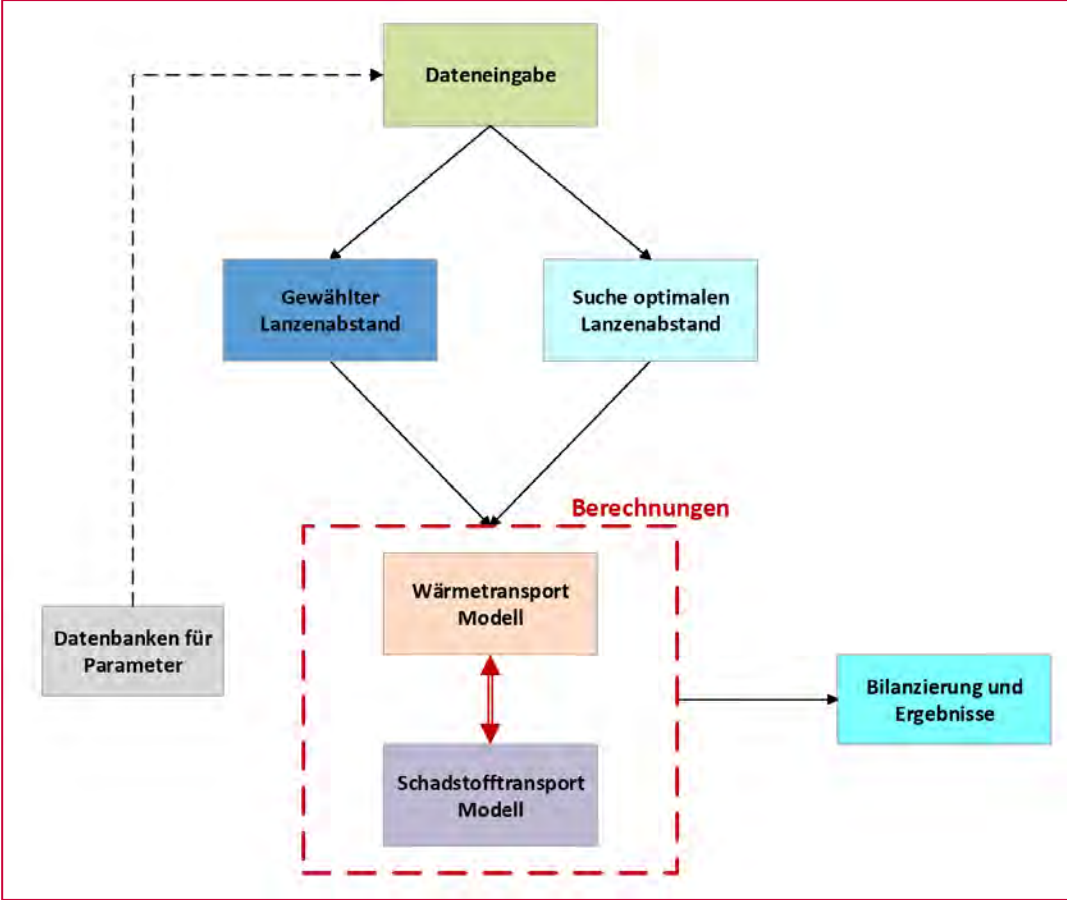 Dateneingabe
Gewählter
Lanzenabstand
Suche optimalen
Lanzenabstand
Berechnungen
Wärmetransport
Modell
Datenbanken für
Parameter
Bilanzierung und
Ergebnisse
Schadstofftransport
Modell